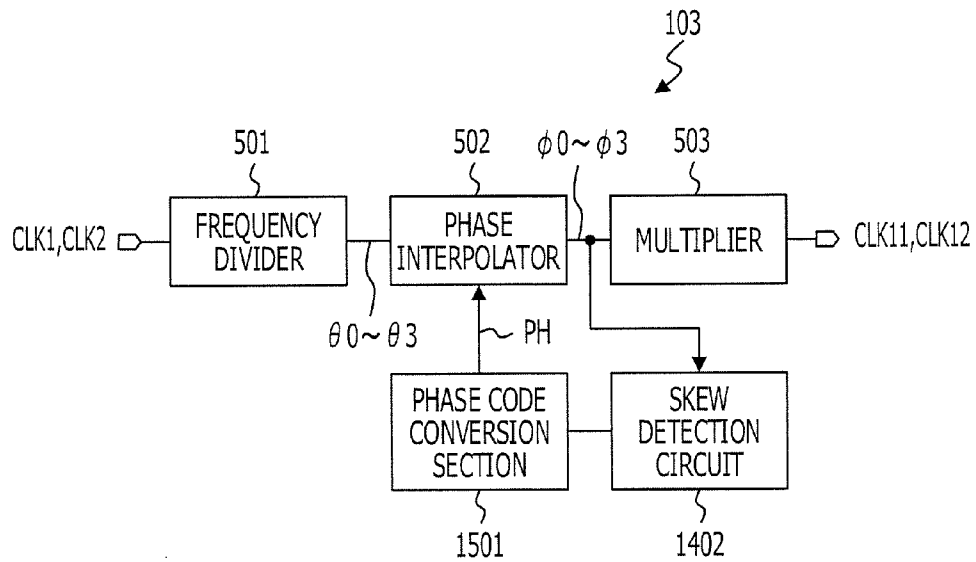 103
501
502
φ0~φ3
503
CLK1,CLK2
FREQUENCY
DIVIDER
PHASE
INTERPOLATOR
MULTIPLIER
CLK11,CLK12
θ0~θ3
PH
PHASE CODE
CONVERSION
SECTION
SKEW
DETECTION
CIRCUIT
1501
1402